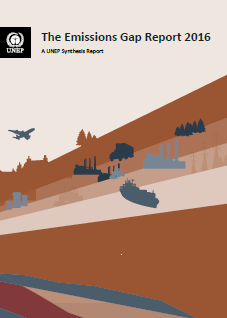 The Emissions Gap Report 2016
A UNEP Synthesis Report
UNEP